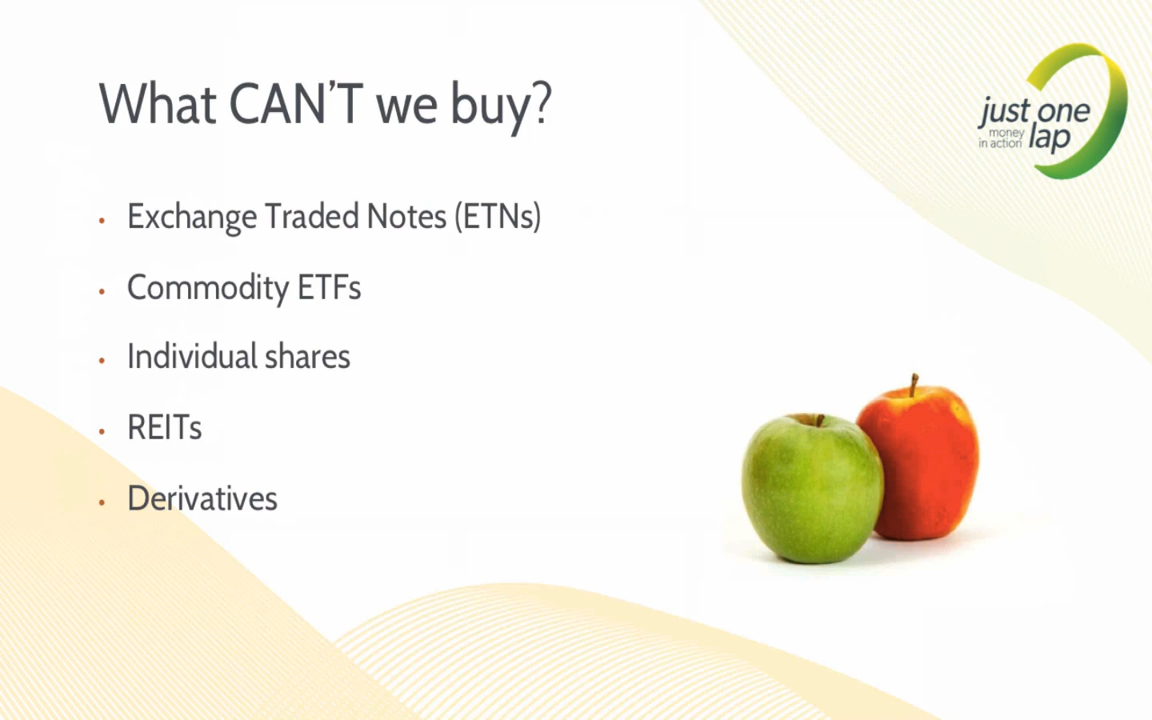 What CAN'T we buy?
just one
money
in action lap
• Exchange Traded Notes (ETNs)
• Commodity ETFs
• Individual shares
• REITs
• Derivatives